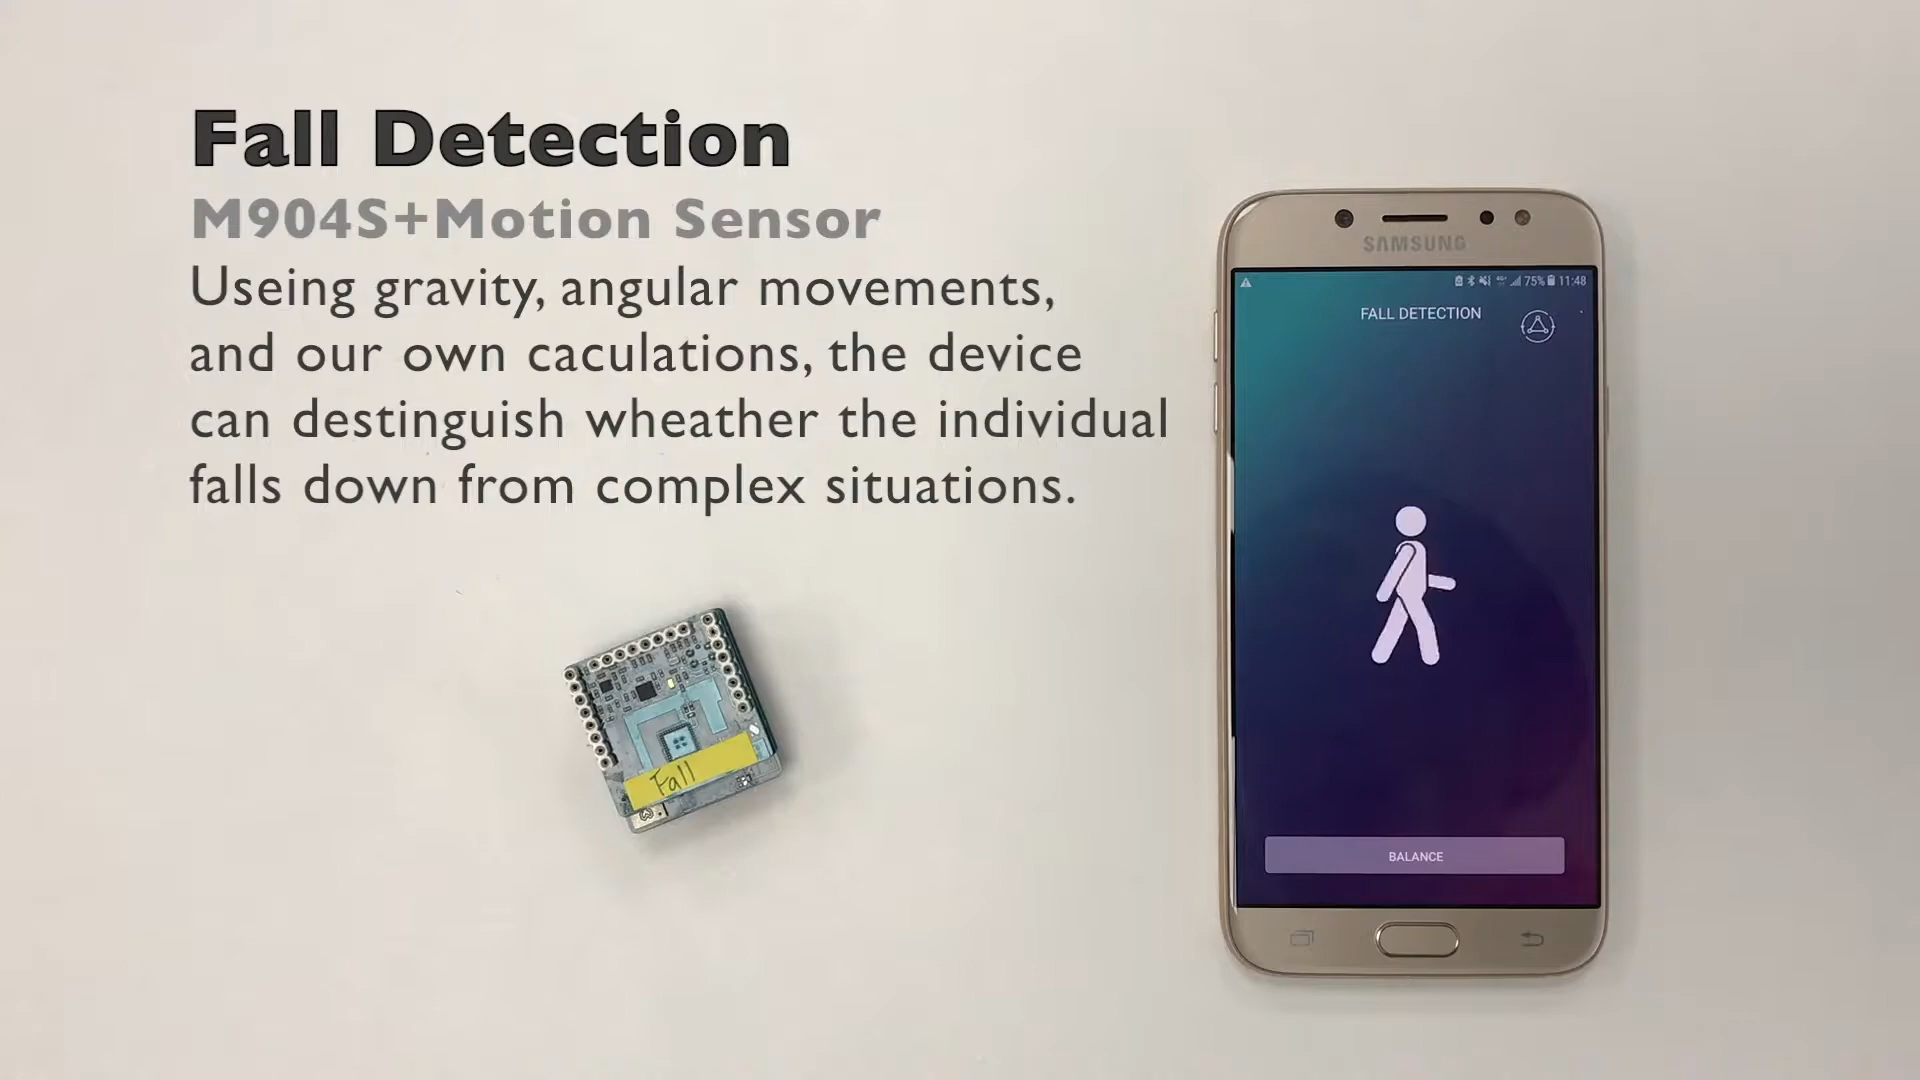 Fall Detection
M904S+Motion Sensor
Useing gravity, angular movements,
and our own caculations, the device
can destinguish wheather the individual
falls down from complex situations.
SAMSUNG
75% 11:48
FALL DETECTION
BALANCE
Fall